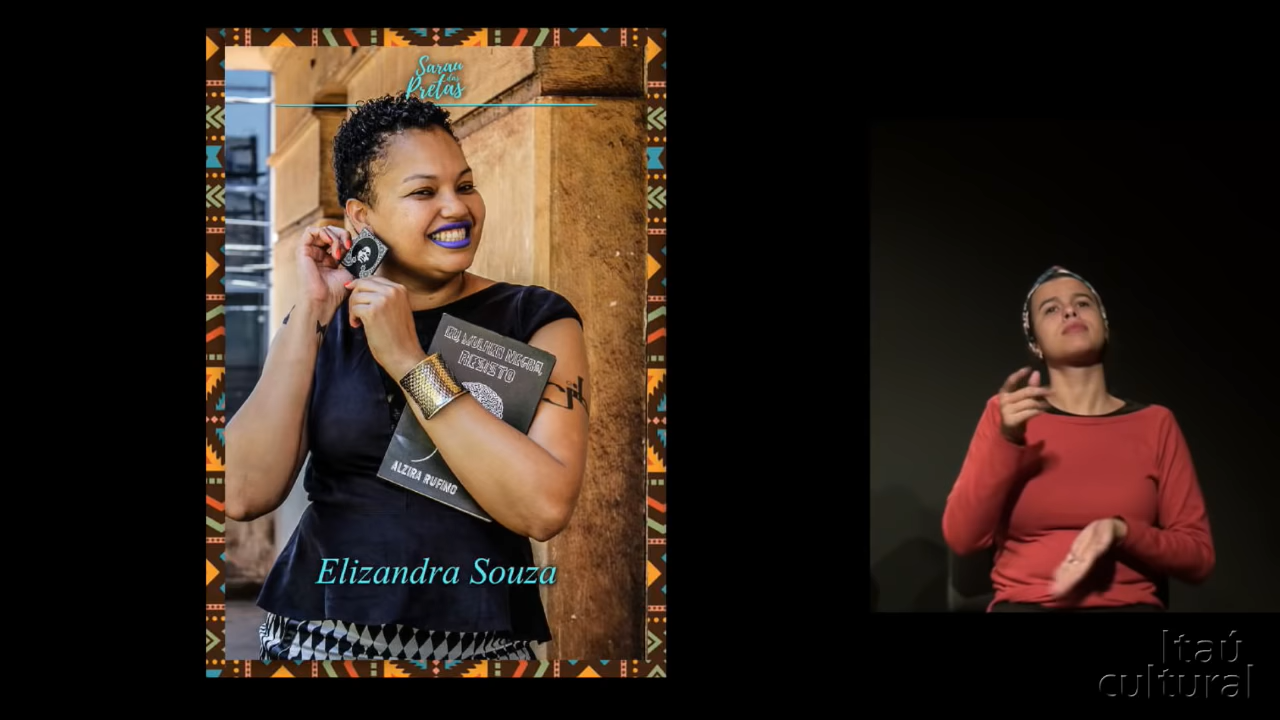 Sarau
das
Pretas
EU, MULHER NEGRA,
RESISTO
ALZIRA RUFINO
Elizandra Souza
Itaú
cultural